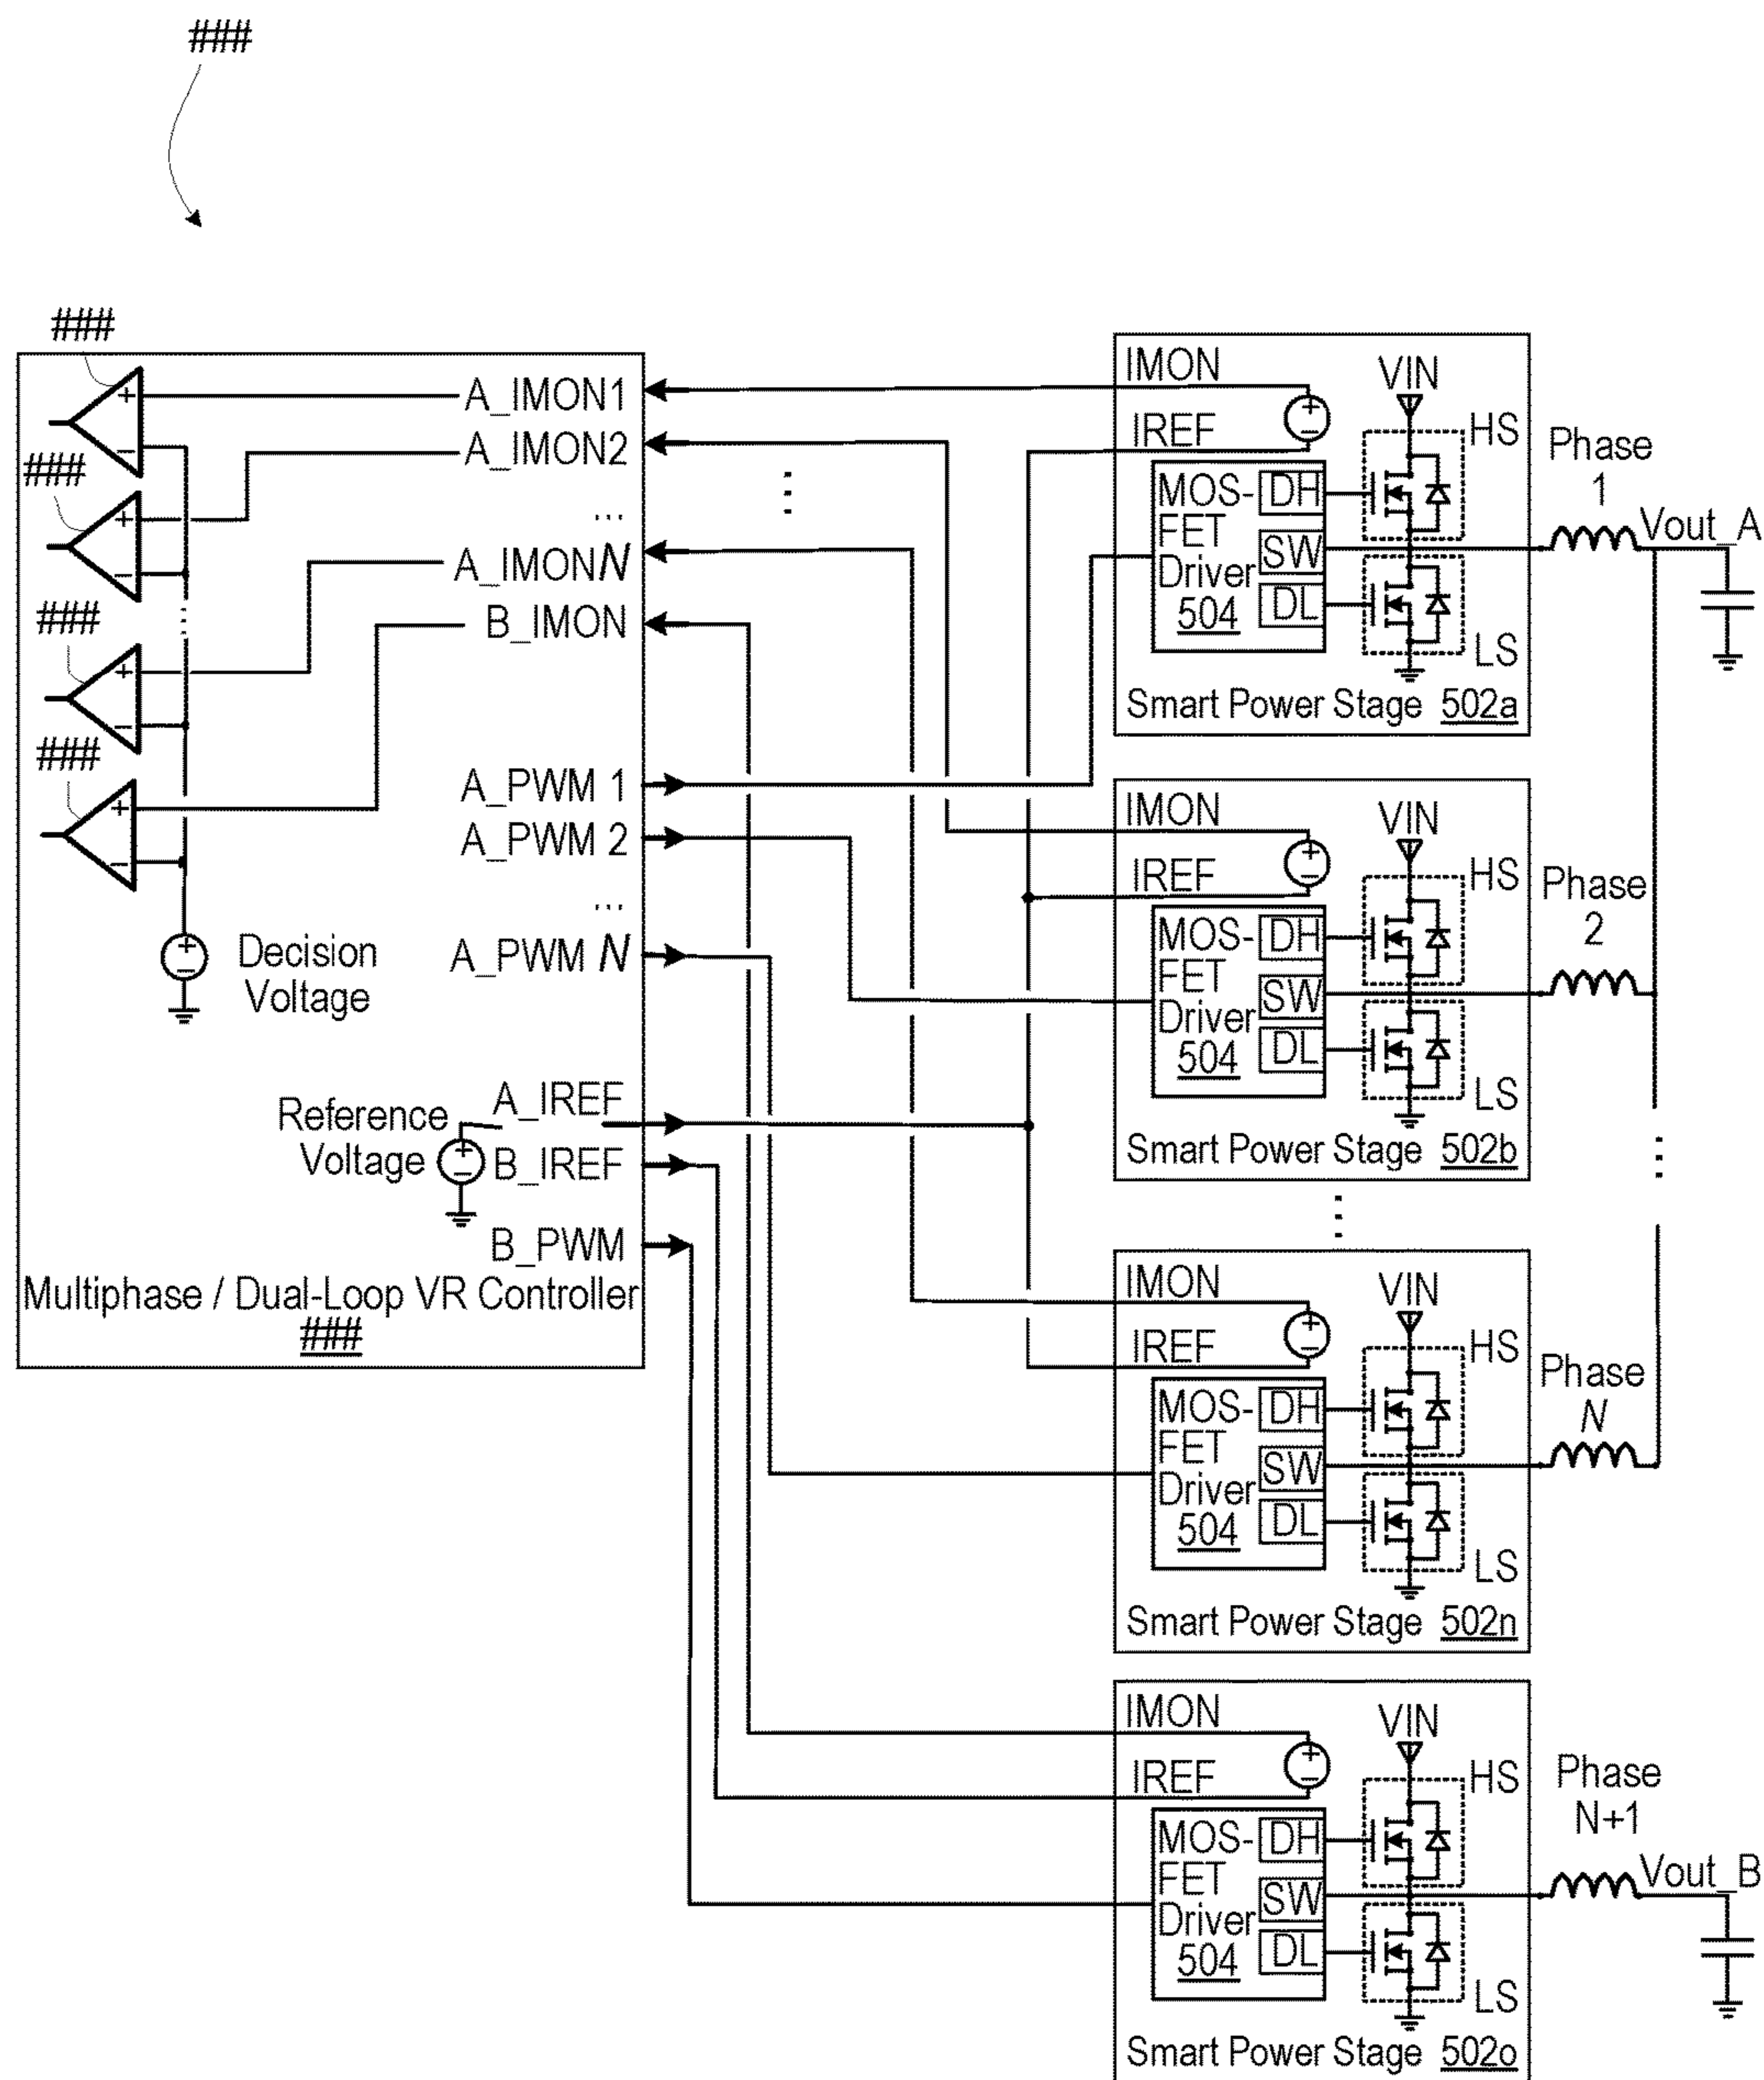 ###
###
###
###
###
A_IMON1
A_IMON2
...
A_IMONN
B_IMON
A_PWM 1
A_PWM 2
...
A_PWM N
Decision
Voltage
A_IREF
Reference
Voltage
B_IREF
B_PWM
Multiphase / Dual-Loop VR Controller
###
IMON
VIN
IREF
HS
MOS-
FET
Driver
504
DH
SW
DL
LS
Smart Power Stage 502a
Phase
1
Vout_A
IMON
VIN
IREF
HS
MOS-
FET
Driver
504
DH
SW
DL
LS
Smart Power Stage 502b
Phase
2
IMON
VIN
IREF
HS
MOS-
FET
Driver
504
DH
SW
DL
LS
Smart Power Stage 502n
Phase
N
IMON
VIN
IREF
HS
MOS-
FET
Driver
504
DH
SW
DL
LS
Smart Power Stage 502o
Phase
N+1
Vout_B